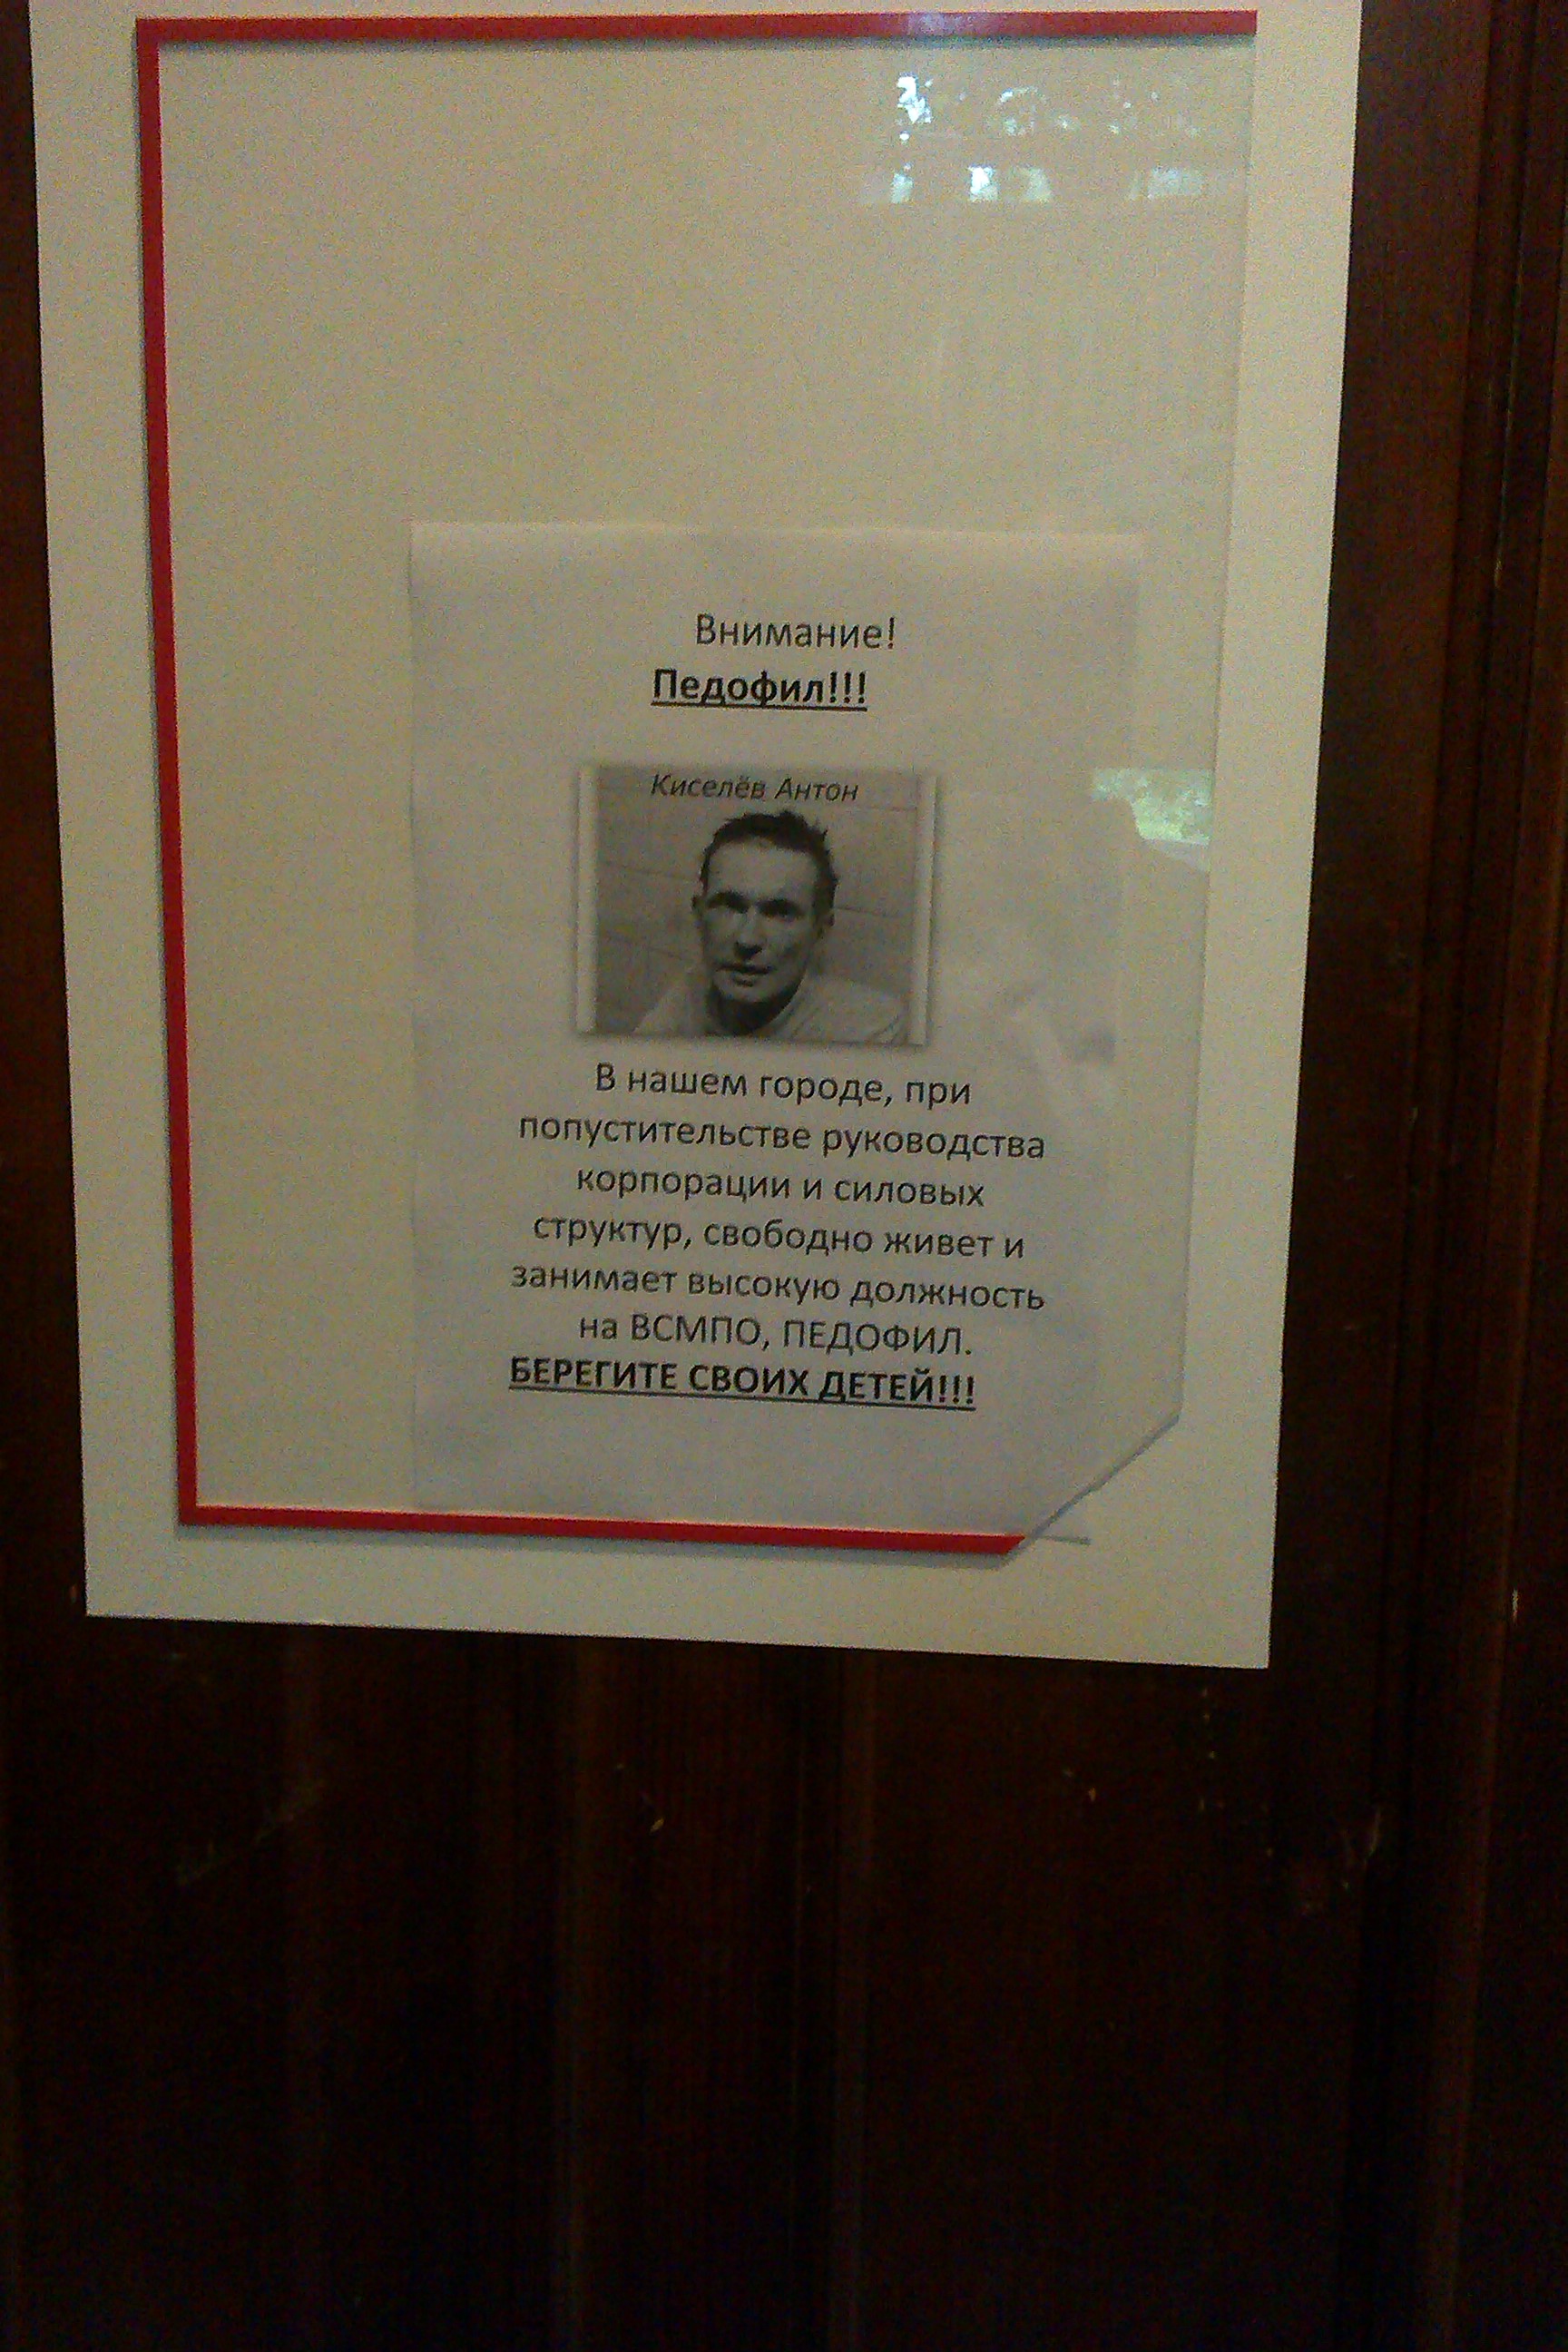 Внимание!
Педофил!!!
Киселёв Антон
В нашем городе, при
попустительстве руководства
корпорации и силовых
структур, свободно живет и
занимает высокую должность
на ВСМПО, ПЕДОФИЛ.
БЕРЕГИТЕ СВОИХ ДЕТЕЙ!!!